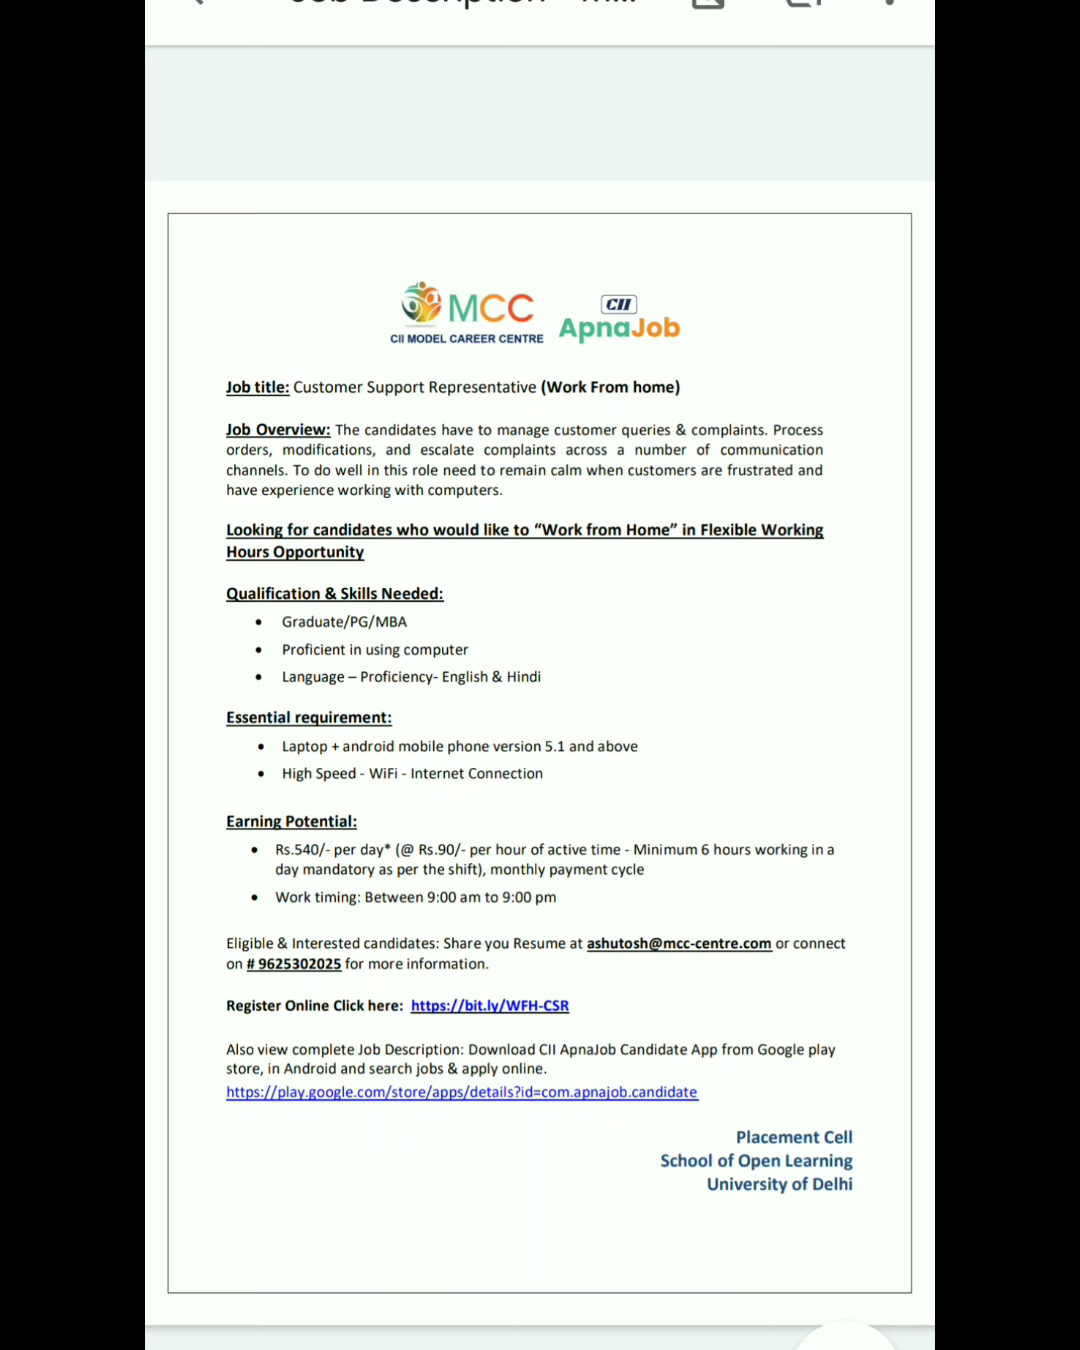 MCC
CII MODEL CAREER CENTRE
CII
ApnaJob
Job title: Customer Support Representative (Work From home)
Job Overview: The candidates have to manage customer queries & complaints. Process
orders, modifications, and escalate complaints across a number of communication
channels. To do well in this role need to remain calm when customers are frustrated and
have experience working with computers.
Looking for candidates who would like to “Work from Home” in Flexible Working
Hours Opportunity
Qualification & Skills Needed:
• Graduate/PG/MBA
• Proficient in using computer
• Language – Proficiency- English & Hindi
Essential requirement:
• Laptop + android mobile phone version 5.1 and above
• High Speed - WiFi - Internet Connection
Earning Potential:
• Rs.540/- per day* (@ Rs.90/- per hour of active time - Minimum 6 hours working in a
day mandatory as per the shift), monthly payment cycle
• Work timing: Between 9:00 am to 9:00 pm
Eligible & Interested candidates: Share you Resume at ashutosh@mcc-centre.com or connect
on # 9625302025 for more information.
Register Online Click here: https://bit.ly/WFH-CSR
Also view complete Job Description: Download CII ApnaJob Candidate App from Google play
store, in Android and search jobs & apply online.
https://play.google.com/store/apps/details?id=com.apnajob.candidate
Placement Cell
School of Open Learning
University of Delhi